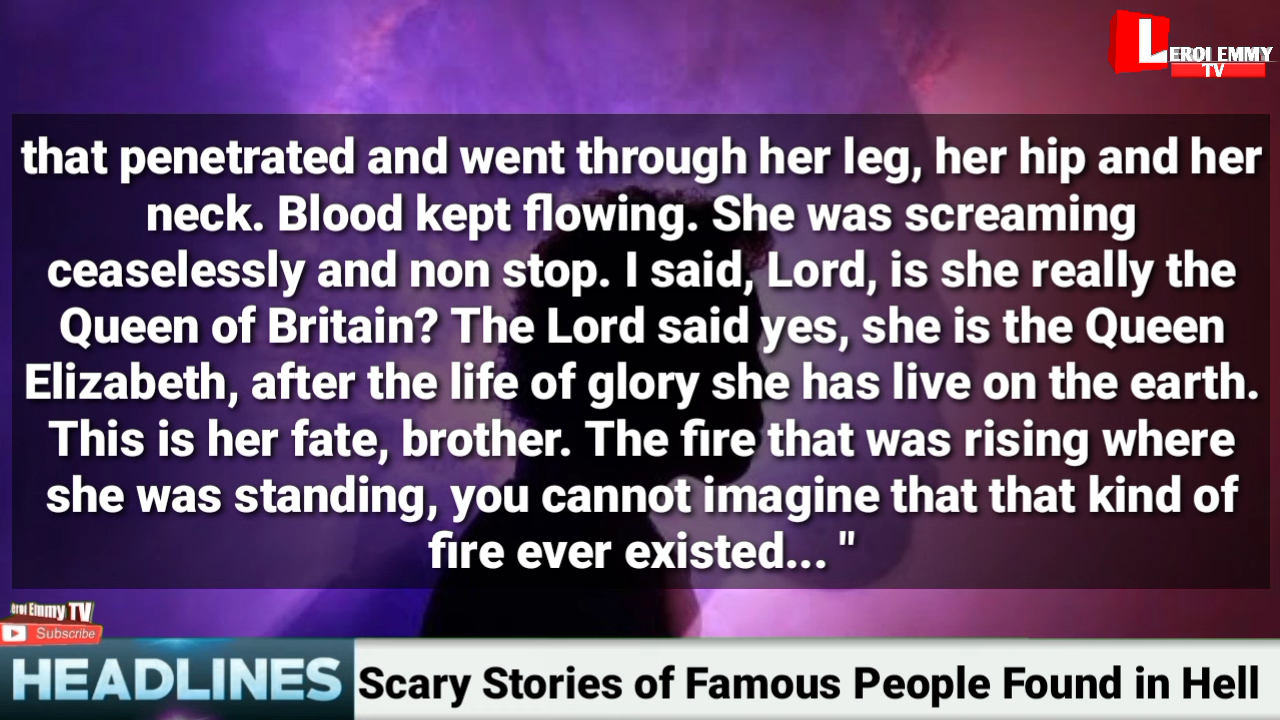 LEROI EMMY
TV
that penetrated and went through her leg, her hip and her
neck. Blood kept flowing. She was screaming
ceaselessly and non stop. I said, Lord, is she really the
Queen of Britain? The Lord said yes, she is the Queen
Elizabeth, after the life of glory she has live on the earth.
This is her fate, brother. The fire that was rising where
she was standing, you cannot imagine that that kind of
fire ever existed... "
eroi Emmy TV
Subscribe
HEADLINES
Scary Stories of Famous People Found in Hell